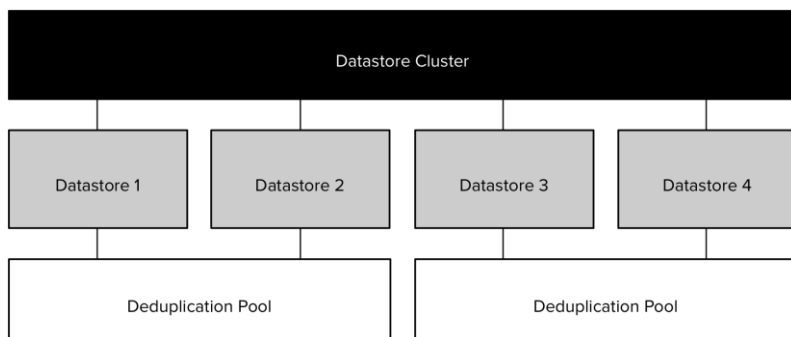 Datastore Cluster
Datastore 1
Datastore 2
Datastore 3
Datastore 4
Deduplication Pool
Deduplication Pool